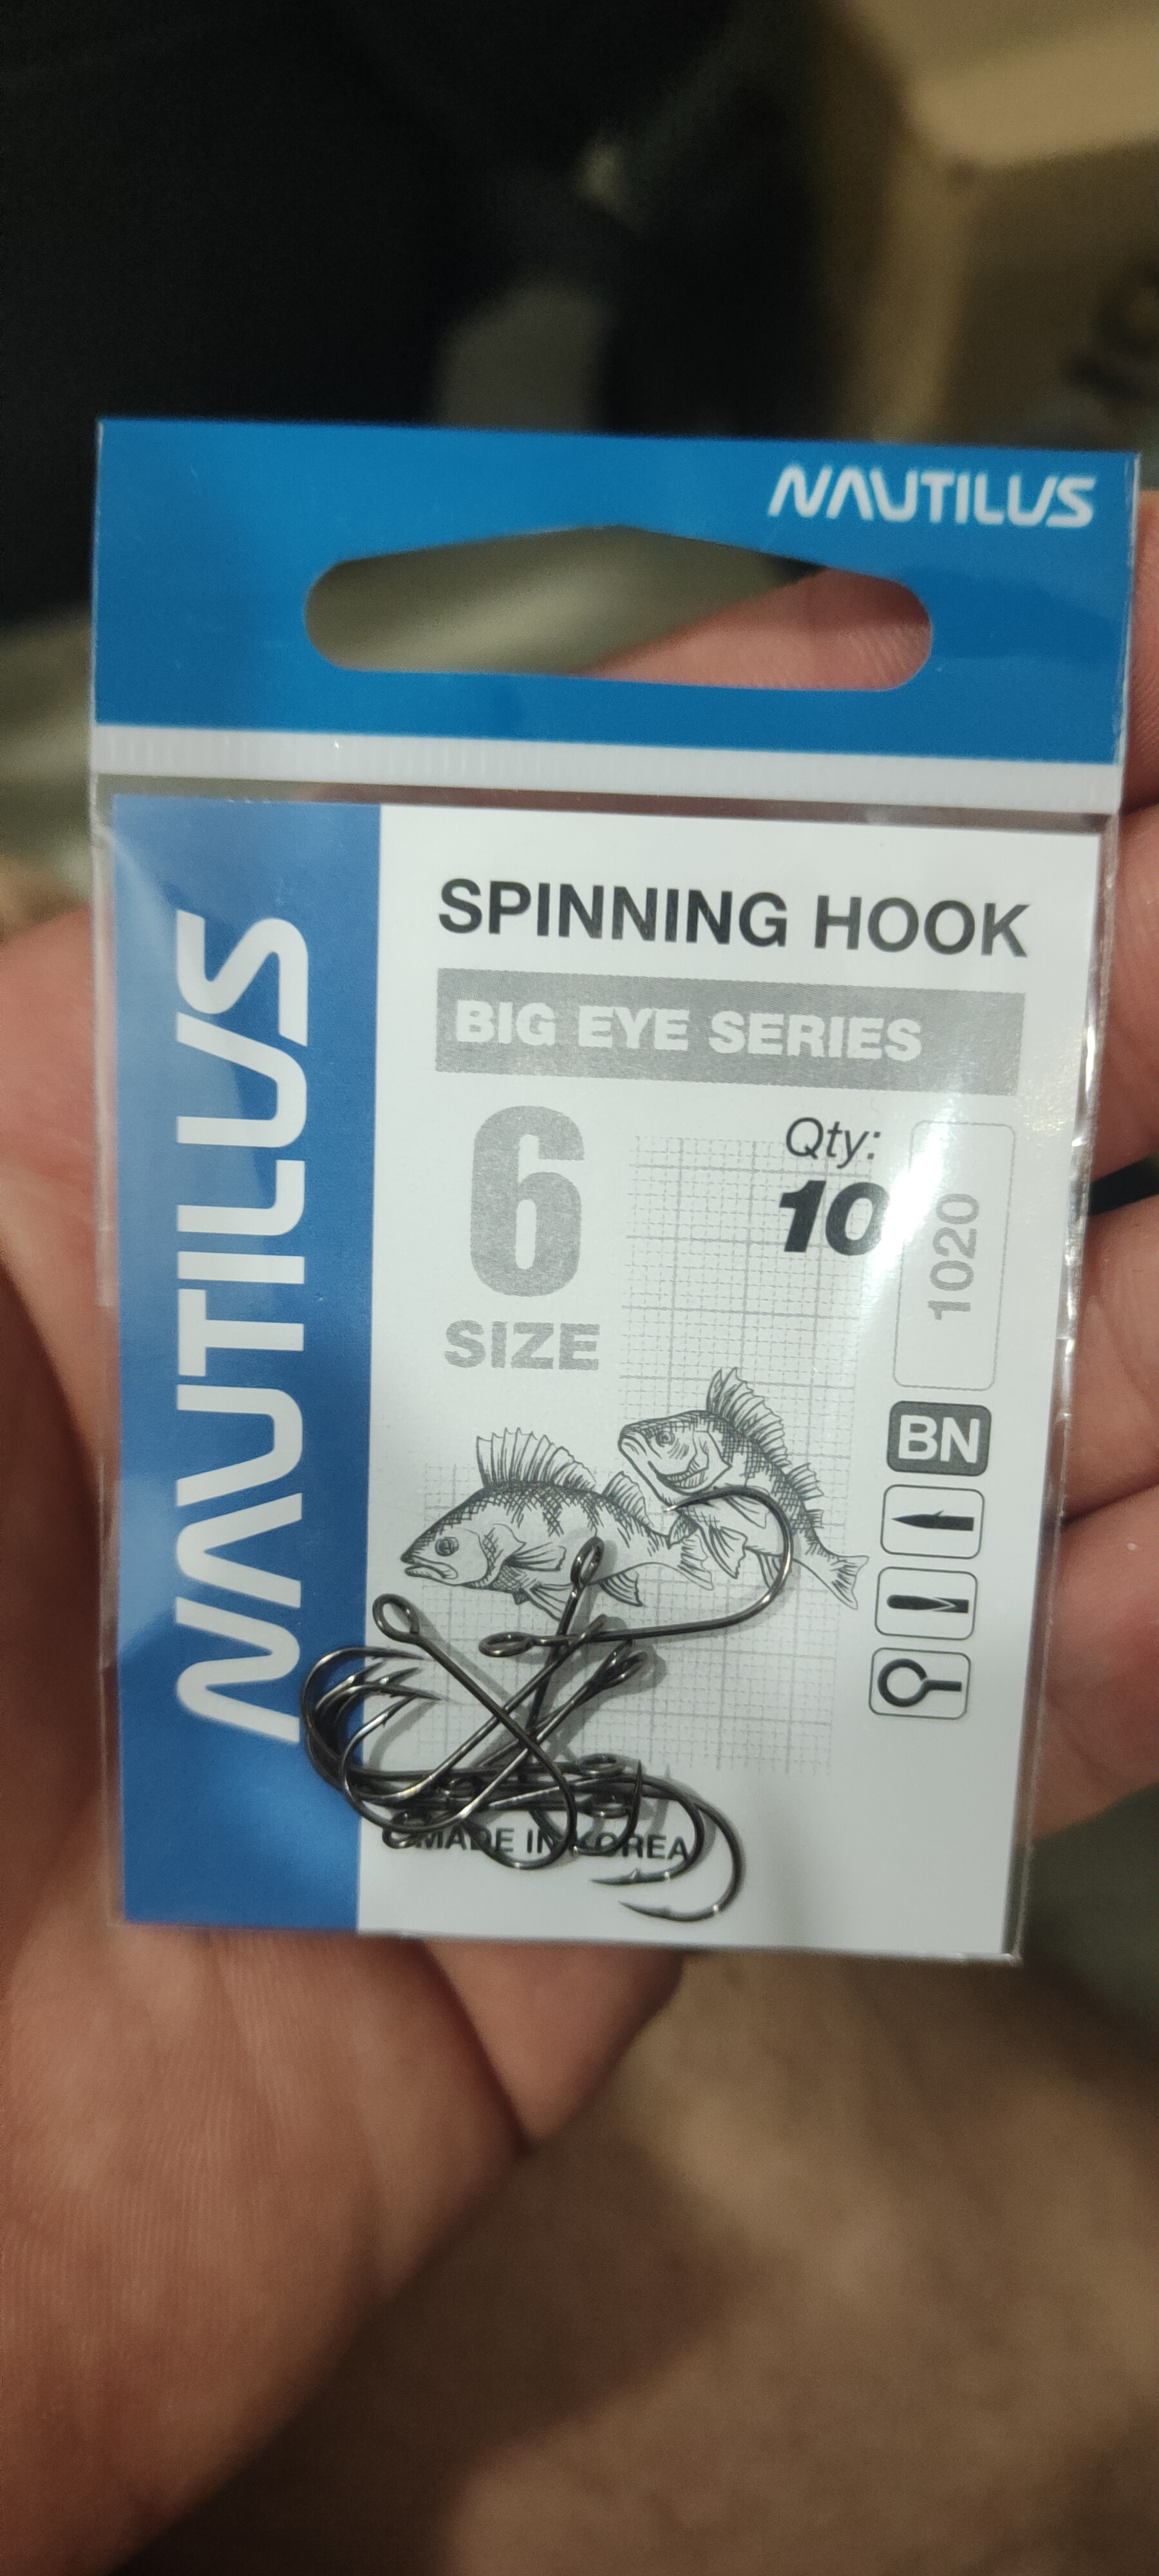 NAUTILUS
NAUTILUS
SPINNING HOOK
BIG EYE SERIES
6
SIZE
Qty:
10
1020
BN
MADE IN KOREA